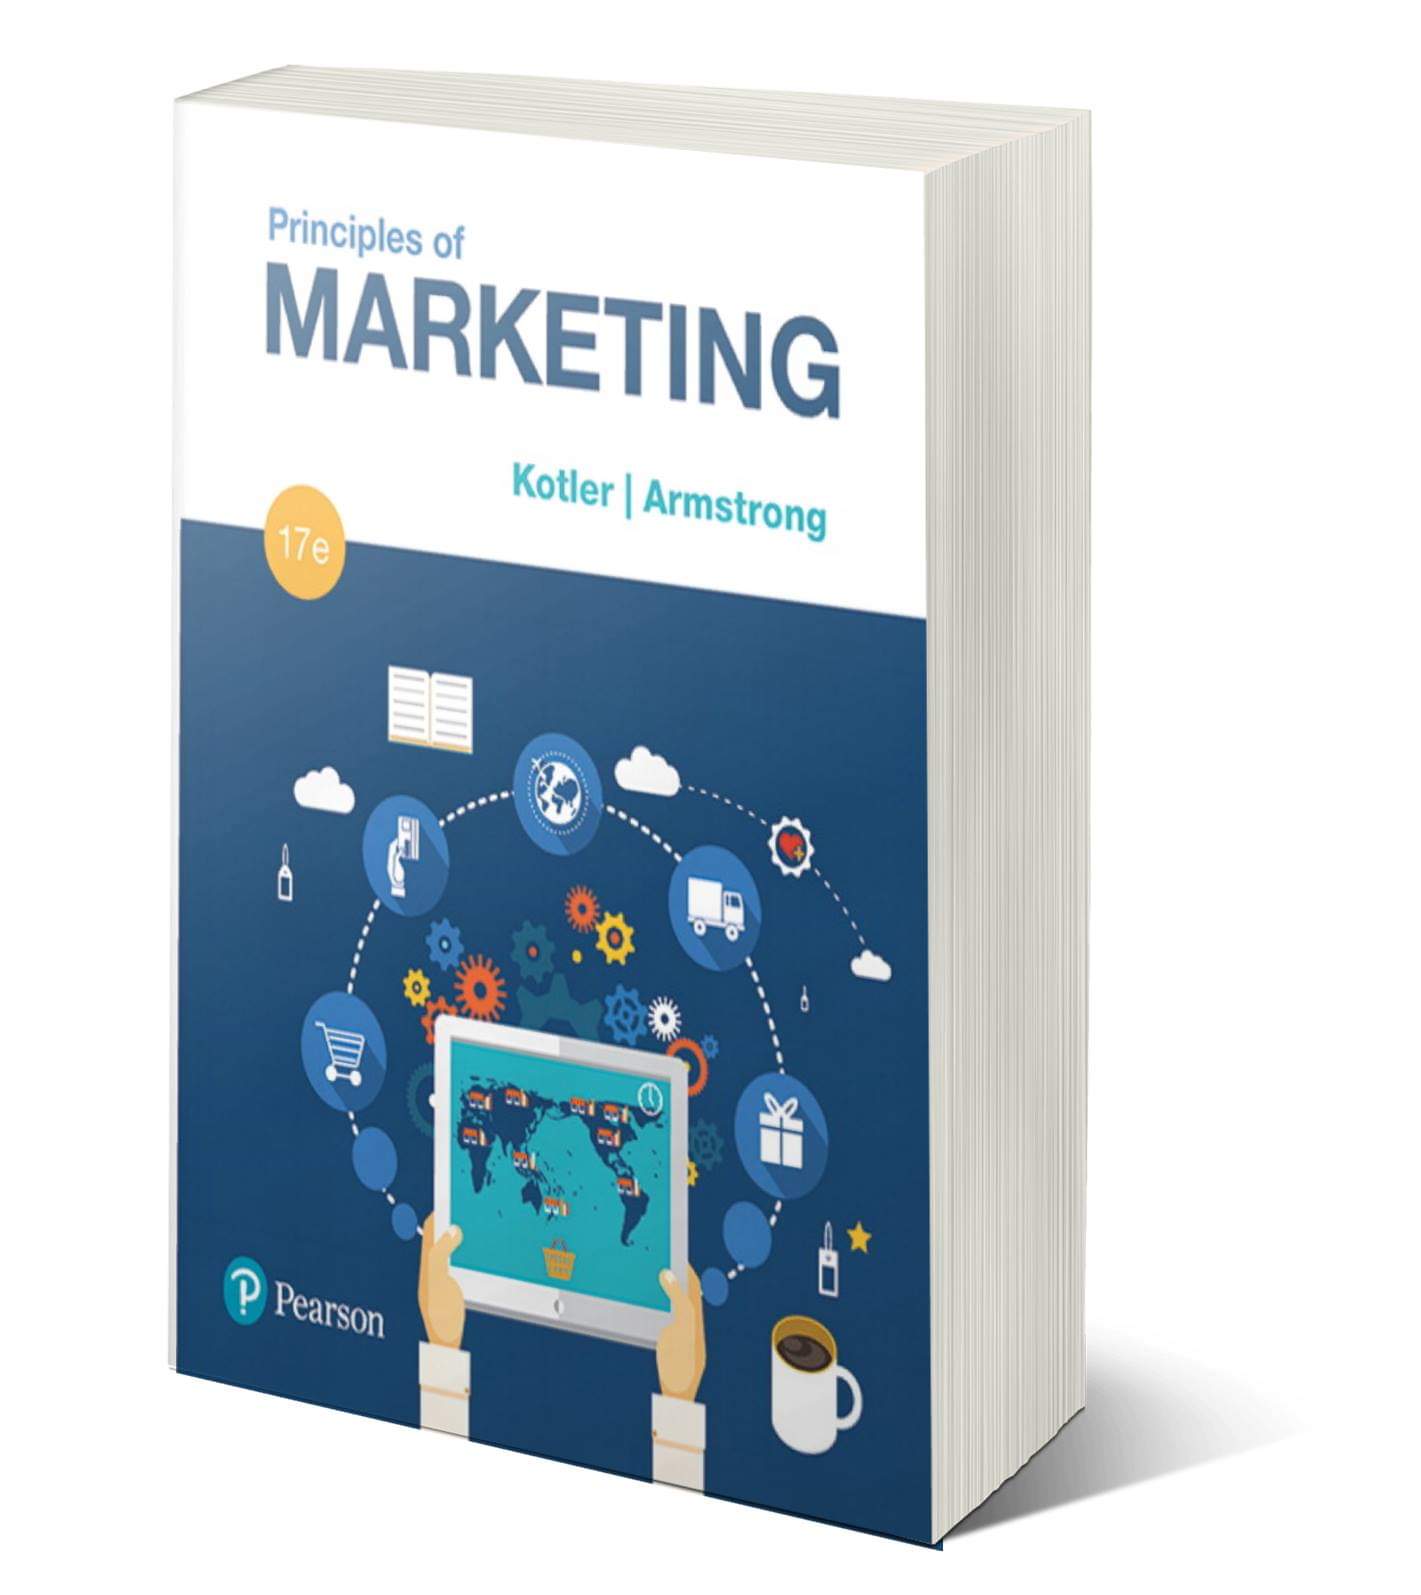 Principles of
MARKETING
Kotler | Armstrong
17e
Pearson